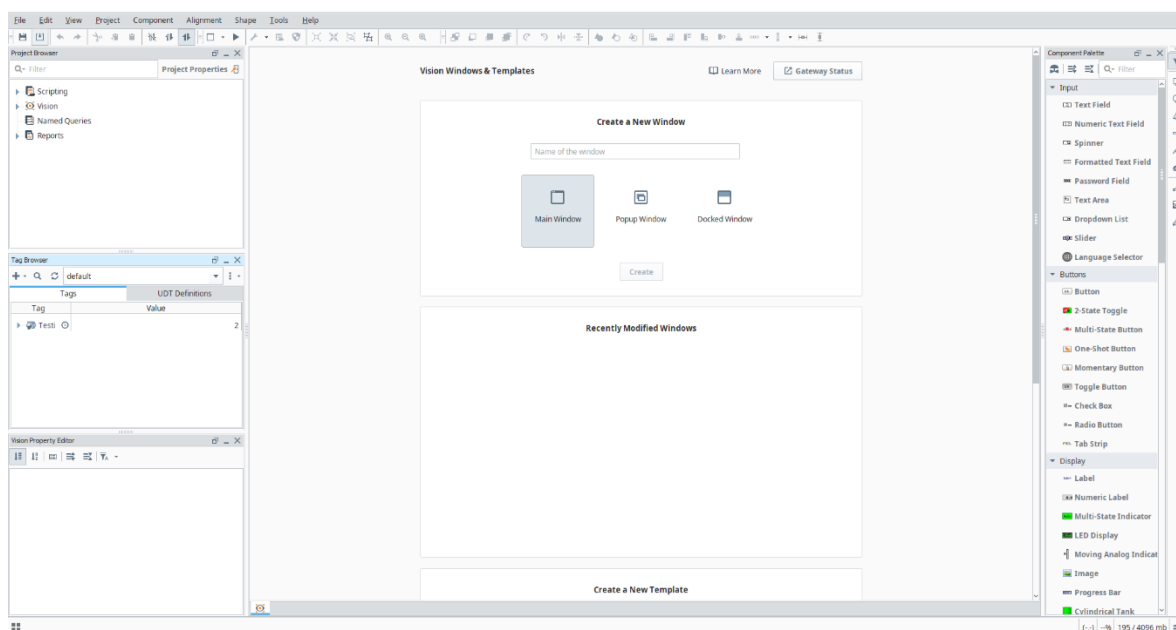 File Edit View Project Component Alignment Shape Tools Help
Project Browser
Filter
Project Properties
Scripting
Vision
Named Queries
Reports
Tag Browser
default
Tags UDT Definitions
Tag Value
Testi 2
Vision Property Editor
Vision Windows & Templates
Learn More
Gateway Status
Create a New Window
Name of the window
Main Window Popup Window Docked Window
Create
Recently Modified Windows
Create a New Template
Component Palette
Filter
Input
Text Field
Numeric Text Field
Spinner
Formatted Text Field
Password Field
Text Area
Dropdown List
Slider
Language Selector
Buttons
Button
2-State Toggle
Multi-State Button
One-Shot Button
Momentary Button
Toggle Button
Check Box
Radio Button
Tab Strip
Display
Label
Numeric Label
Multi-State Indicator
LED Display
Moving Analog Indicat
Image
Progress Bar
Cylindrical Tank
195 / 4096 mb